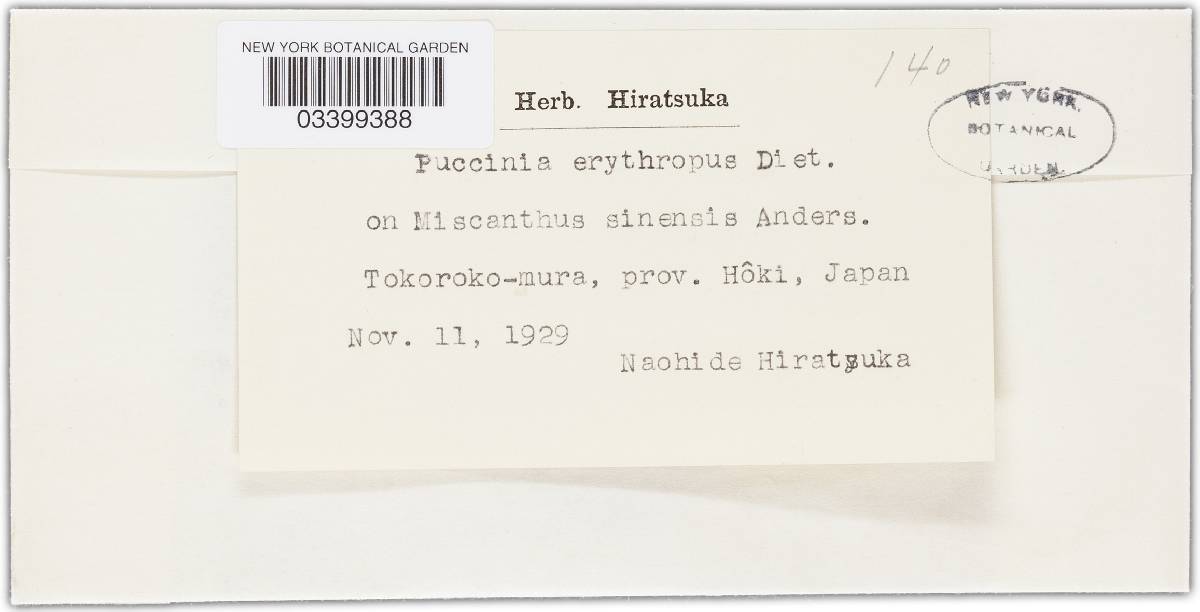 NEW YORK BOTANICAL GARDEN
03399388
140
Herb. Hiratsuka
NEW YORK
BOTANICAL
GARDEN.
Puccinia erythropus Diet.
on Miscanthus sinensis Anders.
Tokoroko-mura, prov. Hôki, Japan
Nov. 11, 1929
Naohide Hiratsuka